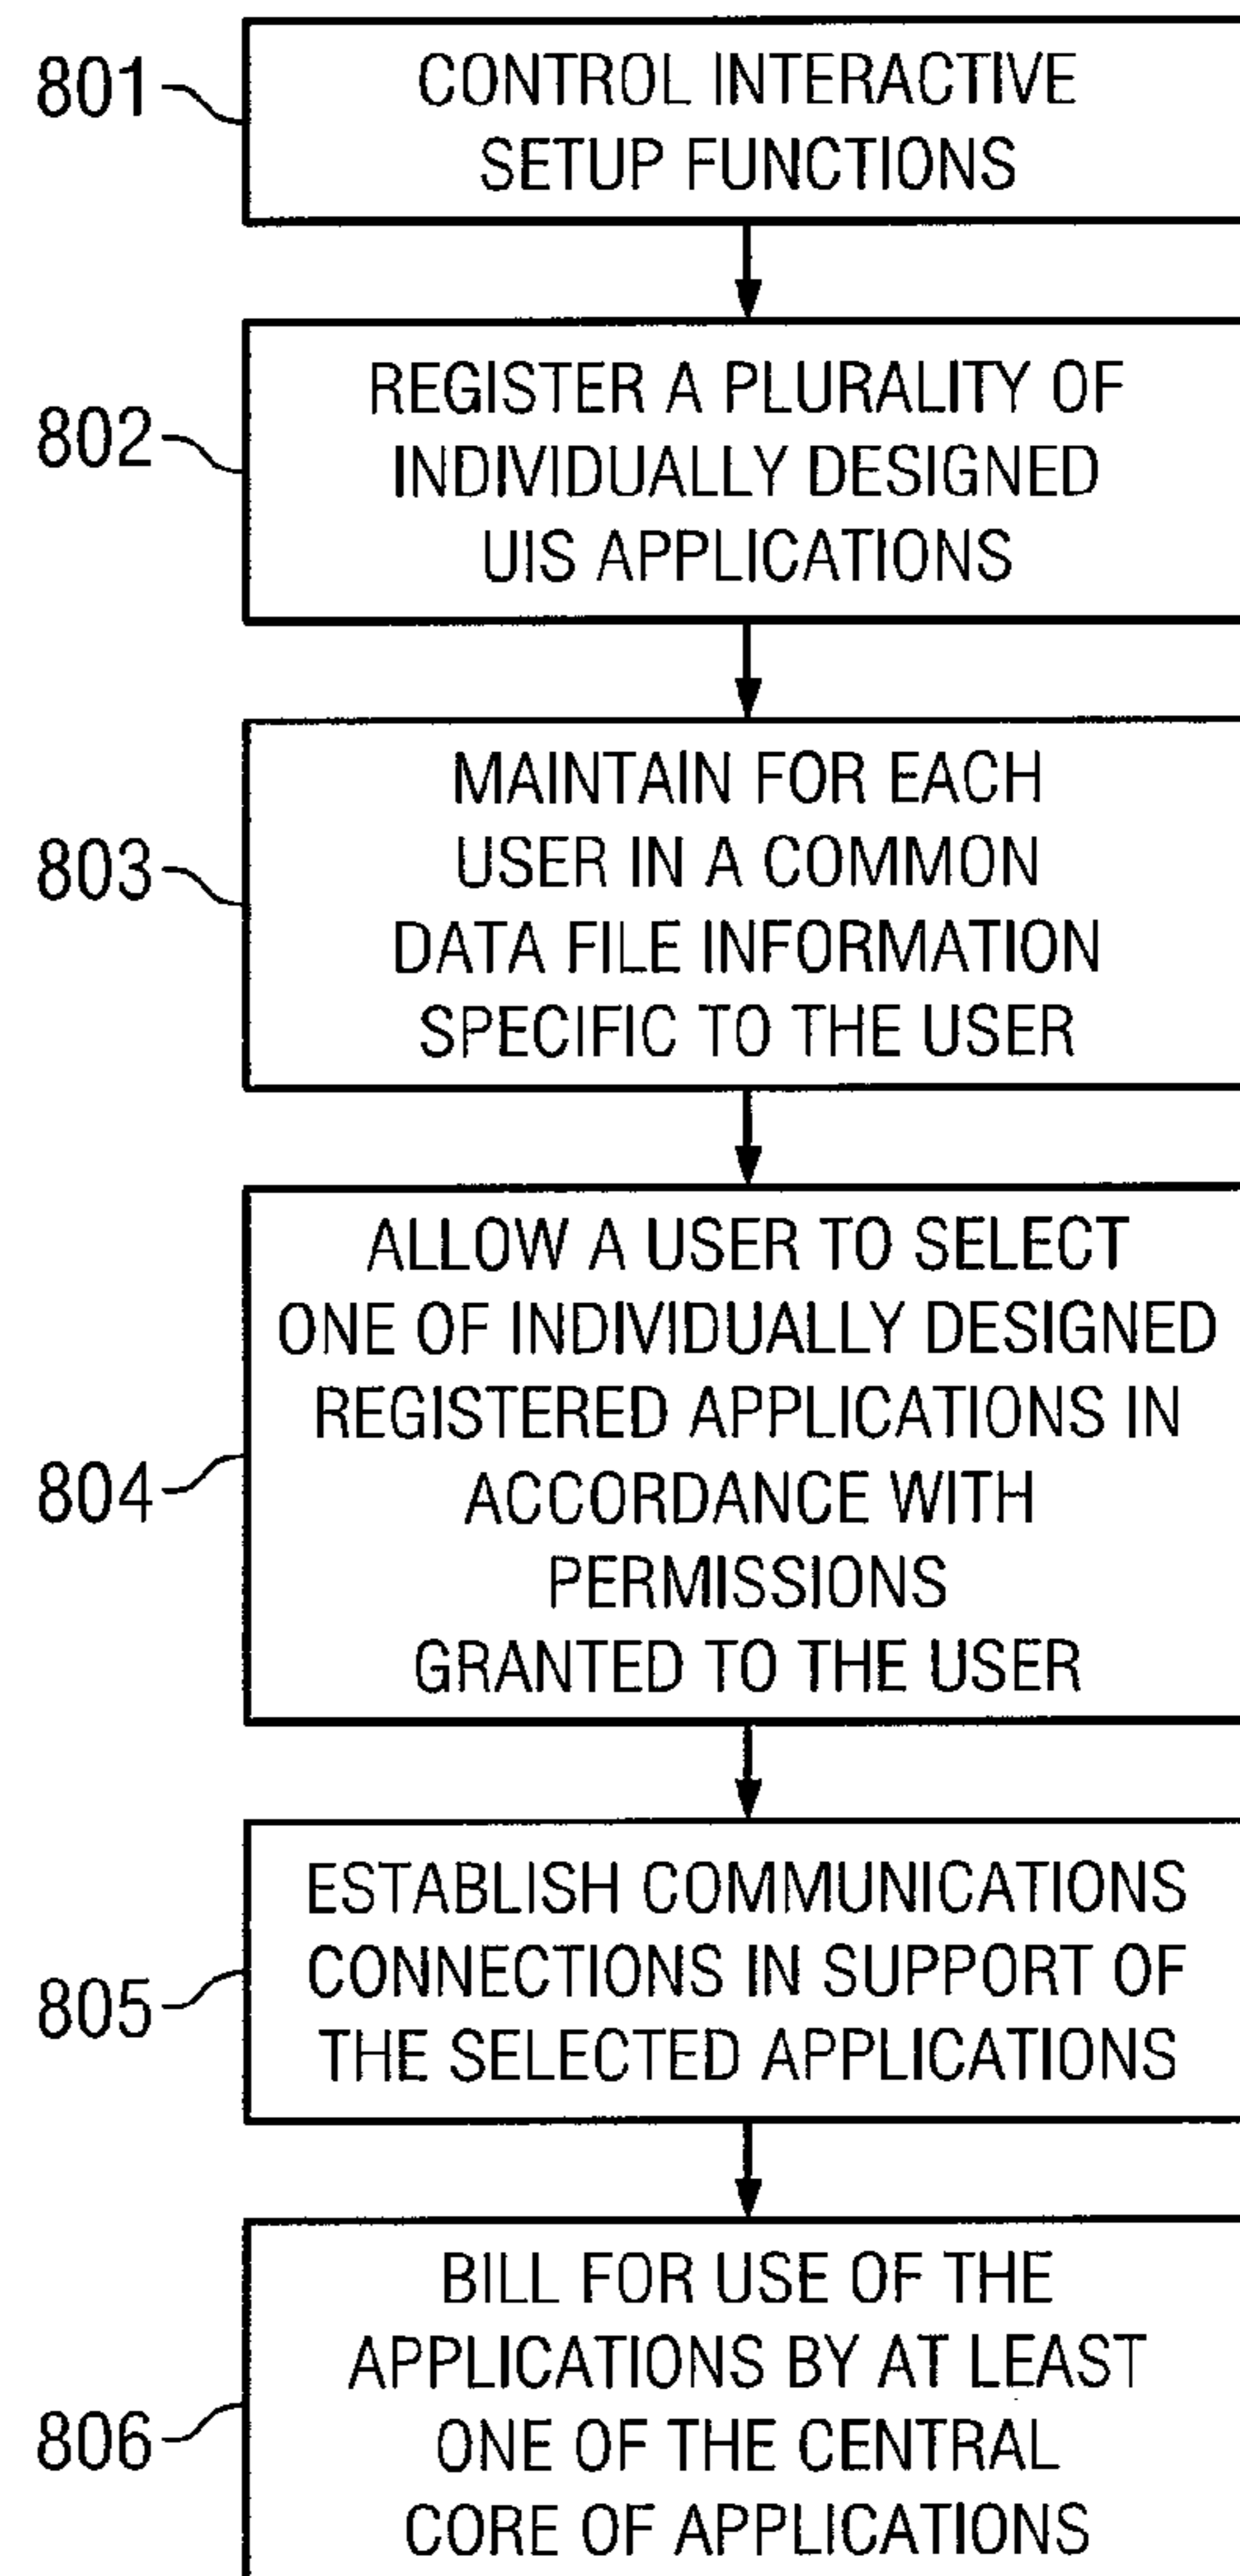 801
CONTROL INTERACTIVE
SETUP FUNCTIONS
802
REGISTER A PLURALITY OF
INDIVIDUALLY DESIGNED
UIS APPLICATIONS
803
MAINTAIN FOR EACH
USER IN A COMMON
DATA FILE INFORMATION
SPECIFIC TO THE USER
804
ALLOW A USER TO SELECT
ONE OF INDIVIDUALLY DESIGNED
REGISTERED APPLICATIONS IN
ACCORDANCE WITH
PERMISSIONS
GRANTED TO THE USER
805
ESTABLISH COMMUNICATIONS
CONNECTIONS IN SUPPORT OF
THE SELECTED APPLICATIONS
806
BILL FOR USE OF THE
APPLICATIONS BY AT LEAST
ONE OF THE CENTRAL
CORE OF APPLICATIONS